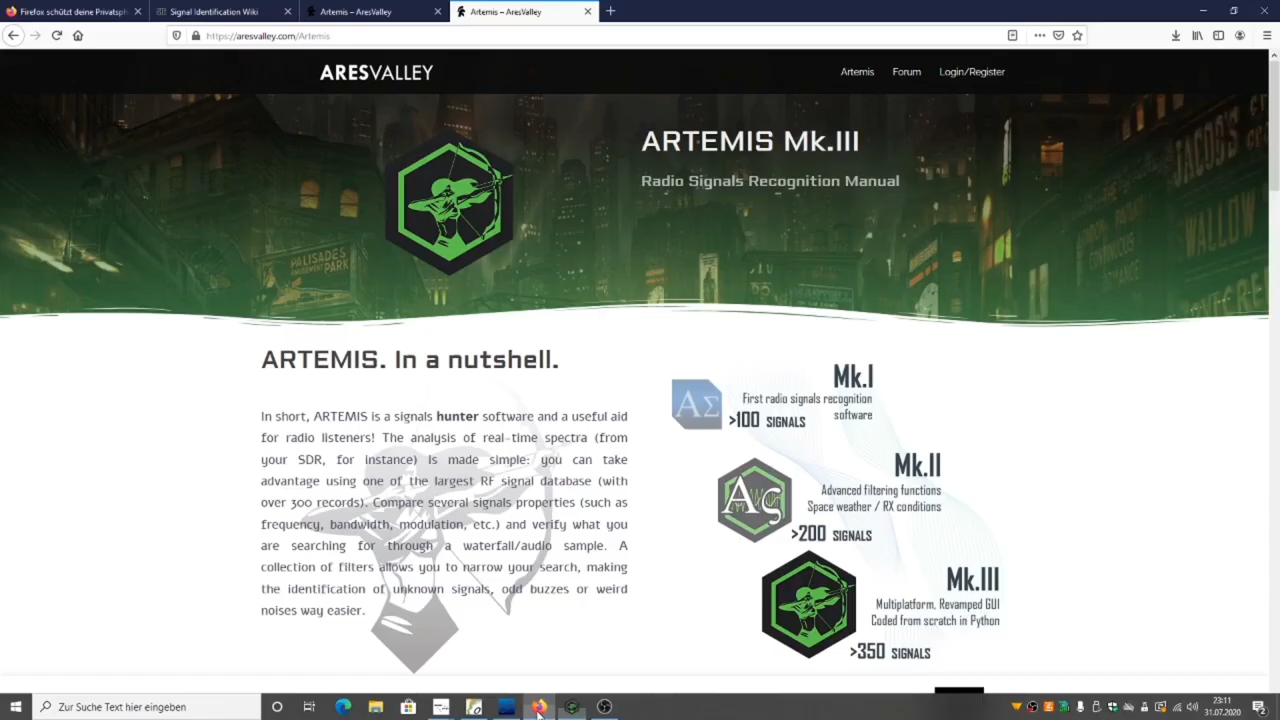 Firefox schützt deine Privatsph
Signal Identification Wiki
Artemis – AresValley
Artemis – AresValley
https://aresvalley.com/Artemis
ARESVALLEY
Artemis
Forum
Login/Register
ARTEMIS Mk.III
Radio Signals Recognition Manual
PALISADES
AMUSEMENT PARK
JACOB'S
ARTEMIS. In a nutshell.
In short, ARTEMIS is a signals hunter software and a useful aid
for radio listeners! The analysis of real-time spectra (from
your SDR, for instance) is made simple: you can take
advantage using one of the largest RF signal database (with
over 300 records). Compare several signals properties (such as
frequency, bandwidth, modulation, etc.) and verify what you
are searching for through a waterfall/audio sample. A
collection of filters allows you to narrow your search, making
the identification of unknown signals, odd buzzes or weird
noises way easier.
ΑΣ
Mk.I
First radio signals recognition
software
>100 SIGNALS
Mk.II
Advanced filtering functions
Space weather / RX conditions
>200 SIGNALS
Mk.III
Multiplatform, Revamped GUI
Coded from scratch in Python
>350 SIGNALS
Zur Suche Text hier eingeben
23:11
31.07.2020
2